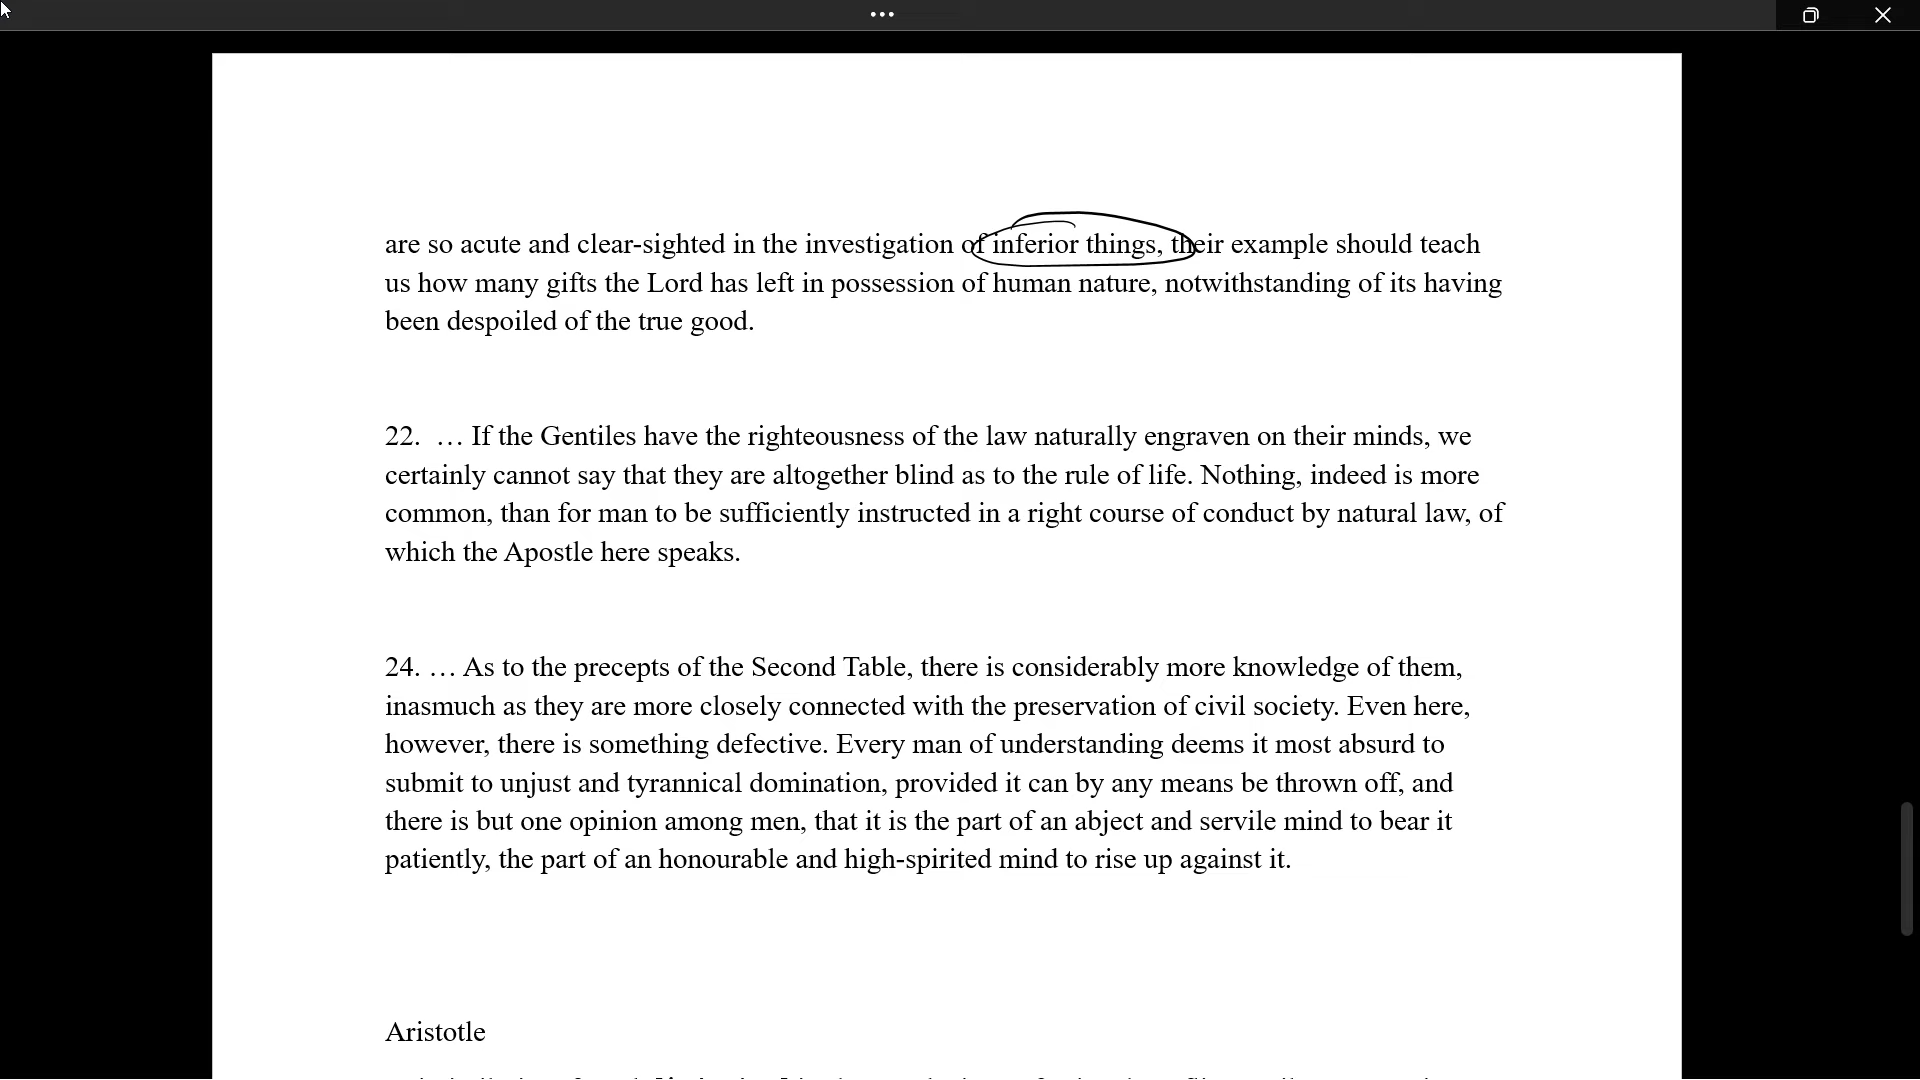 are so acute and clear-sighted in the investigation of inferior things, their example should teach
us how many gifts the Lord has left in possession of human nature, notwithstanding of its having
been despoiled of the true good.
22. … If the Gentiles have the righteousness of the law naturally engraven on their minds, we
certainly cannot say that they are altogether blind as to the rule of life. Nothing, indeed is more
common, than for man to be sufficiently instructed in a right course of conduct by natural law, of
which the Apostle here speaks.
24. … As to the precepts of the Second Table, there is considerably more knowledge of them,
inasmuch as they are more closely connected with the preservation of civil society. Even here,
however, there is something defective. Every man of understanding deems it most absurd to
submit to unjust and tyrannical domination, provided it can by any means be thrown off, and
there is but one opinion among men, that it is the part of an abject and servile mind to bear it
patiently, the part of an honourable and high-spirited mind to rise up against it.
Aristotle